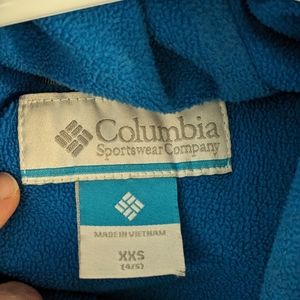 Columbia
Sportswear Company
MADE IN VIETNAM
XXS
(4/5)